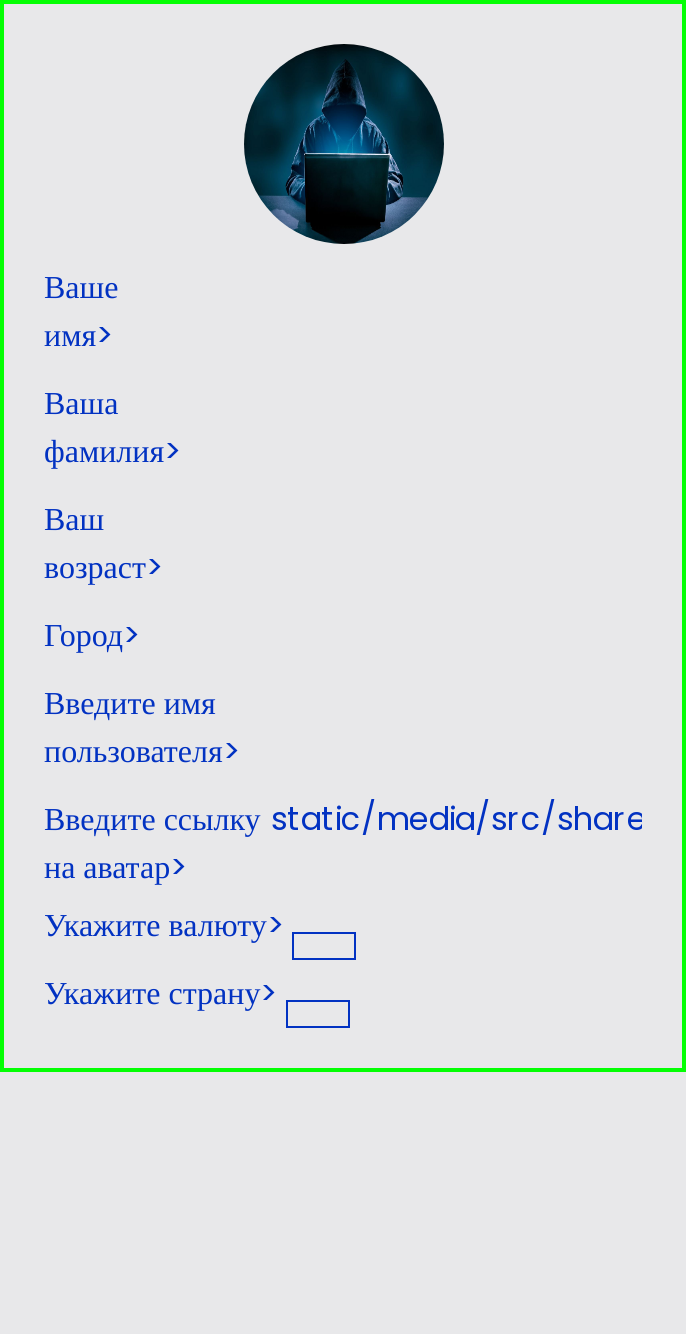 Ваше
имя>
Ваша
фамилия>
Ваш
возраст>
Город>
Введите имя
пользователя>
Введите ссылку static/media/src/share
на аватар>
Укажите валюту>
Укажите страну>